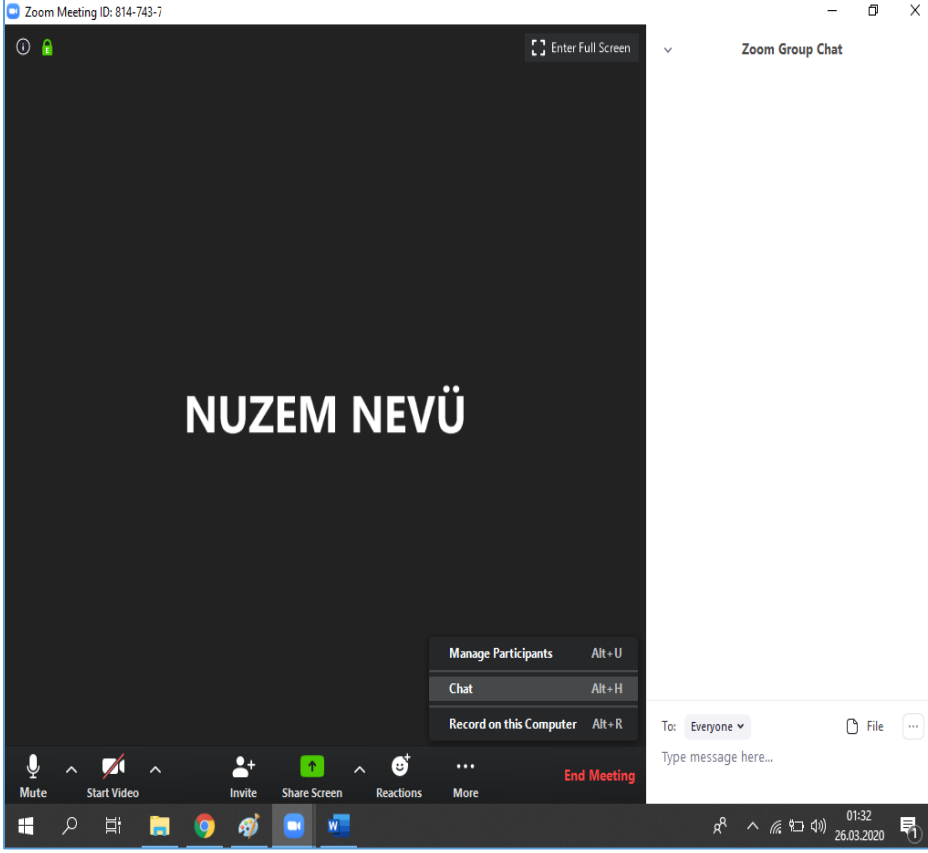 Zoom Meeting ID: 814-743-7
Enter Full Screen
Zoom Group Chat
NUZEM NEVÜ
Manage Participants Alt+U
Chat Alt+H
Record on this Computer Alt+R
To: Everyone File
Type message here...
Mute
Start Video
Invite
Share Screen
Reactions
More
End Meeting
01:32
26.03.2020
1